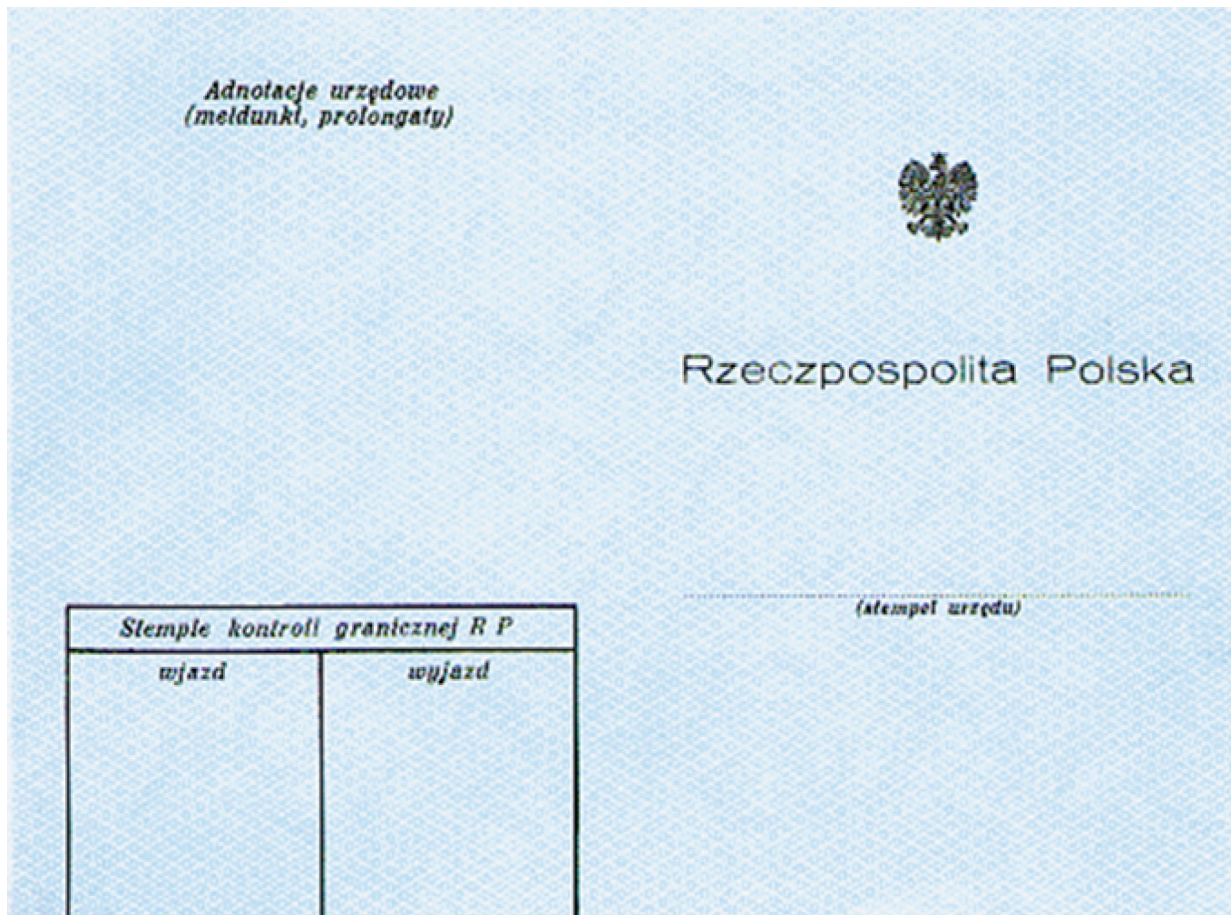 Adnotacje urzędowe
(meldunki, prolongaty)
Rzeczpospolita Polska
(stempel urzędu)
Stemple kontroli granicznej R P
wjazd
wyjazd